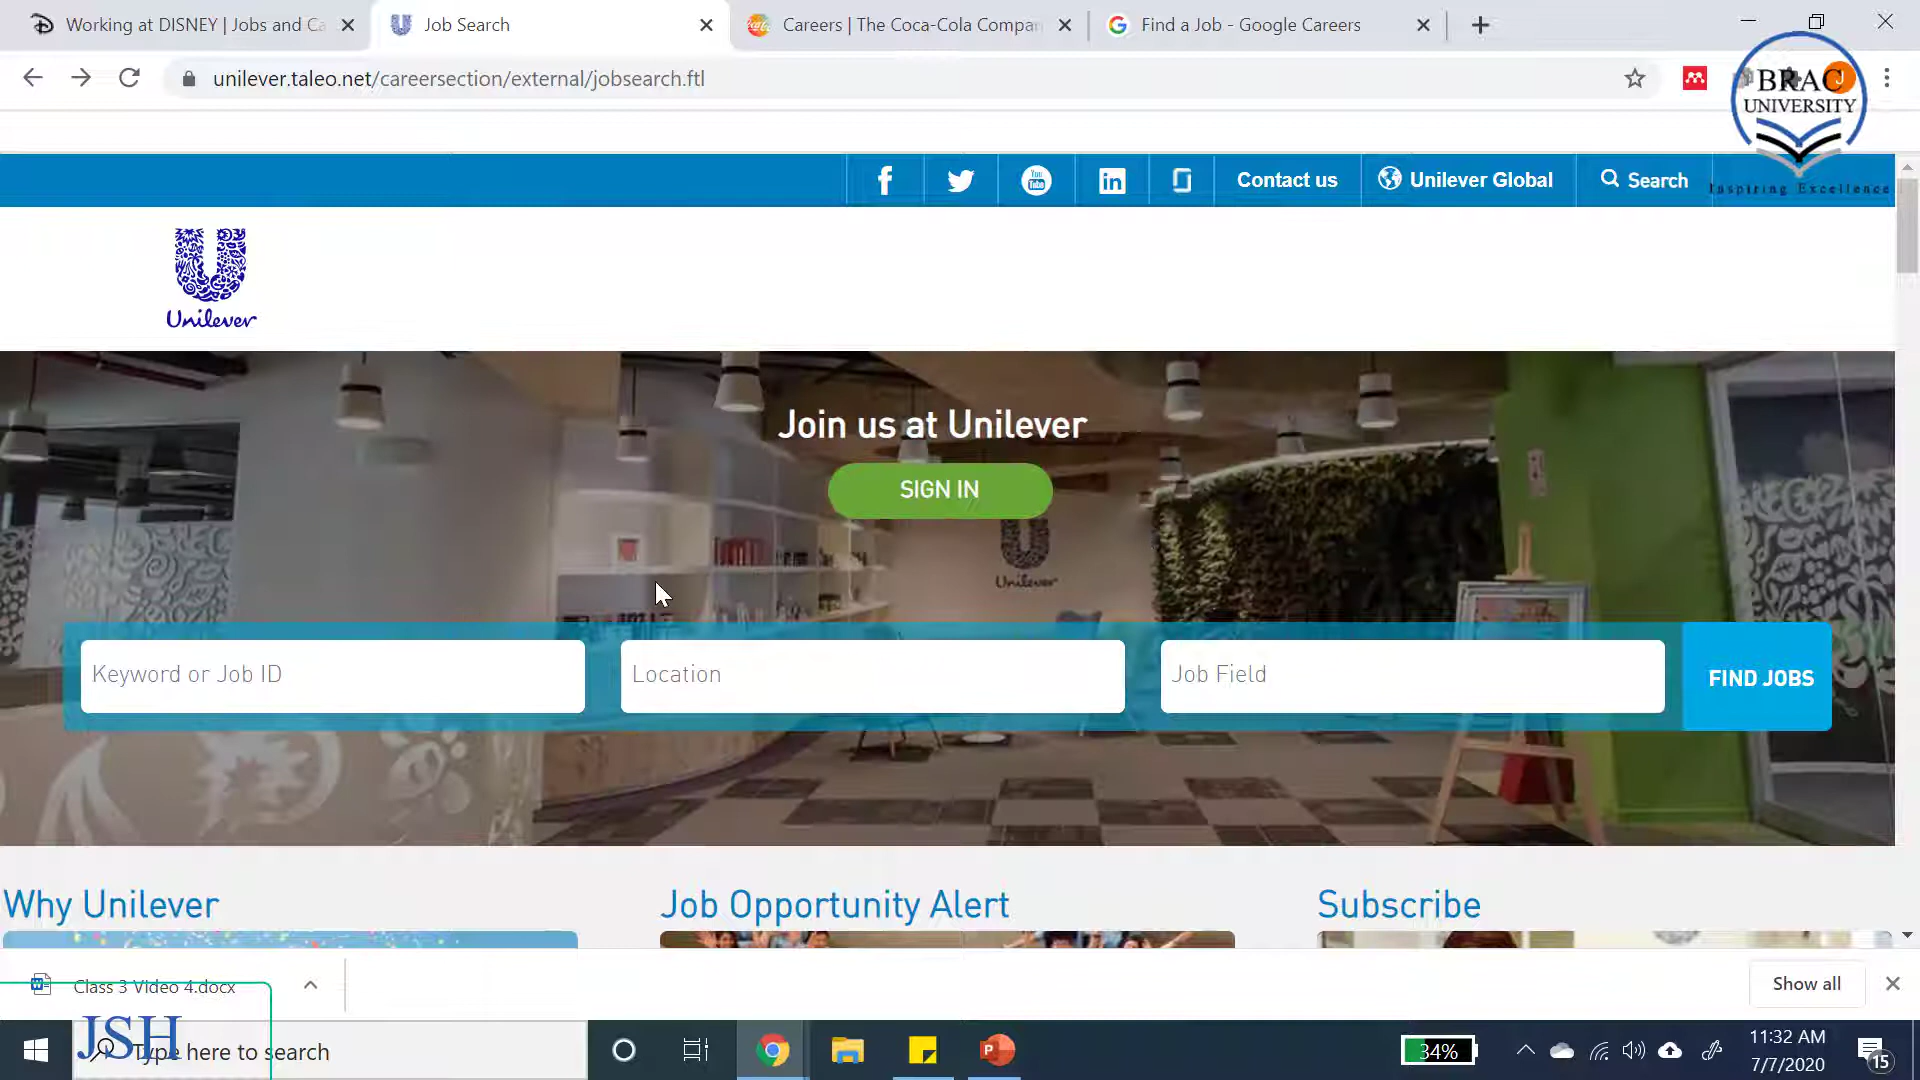 Working at DISNEY | Jobs and Ca
Job Search
Careers | The Coca-Cola Compan
Find a Job - Google Careers
unilever.taleo.net/careersection/external/jobsearch.ftl
BRAC
UNIVERSITY
Inspiring Excellence
You
Tube
Contact us
Unilever Global
Search
Unilever
Join us at Unilever
SIGN IN
Unilever
Keyword or Job ID
Location
Job Field
FIND JOBS
Why Unilever
Job Opportunity Alert
Subscribe
Class 3 Video 4.docx
Show all
JSH
Type here to search
34%
11:32 AM
7/7/2020
15